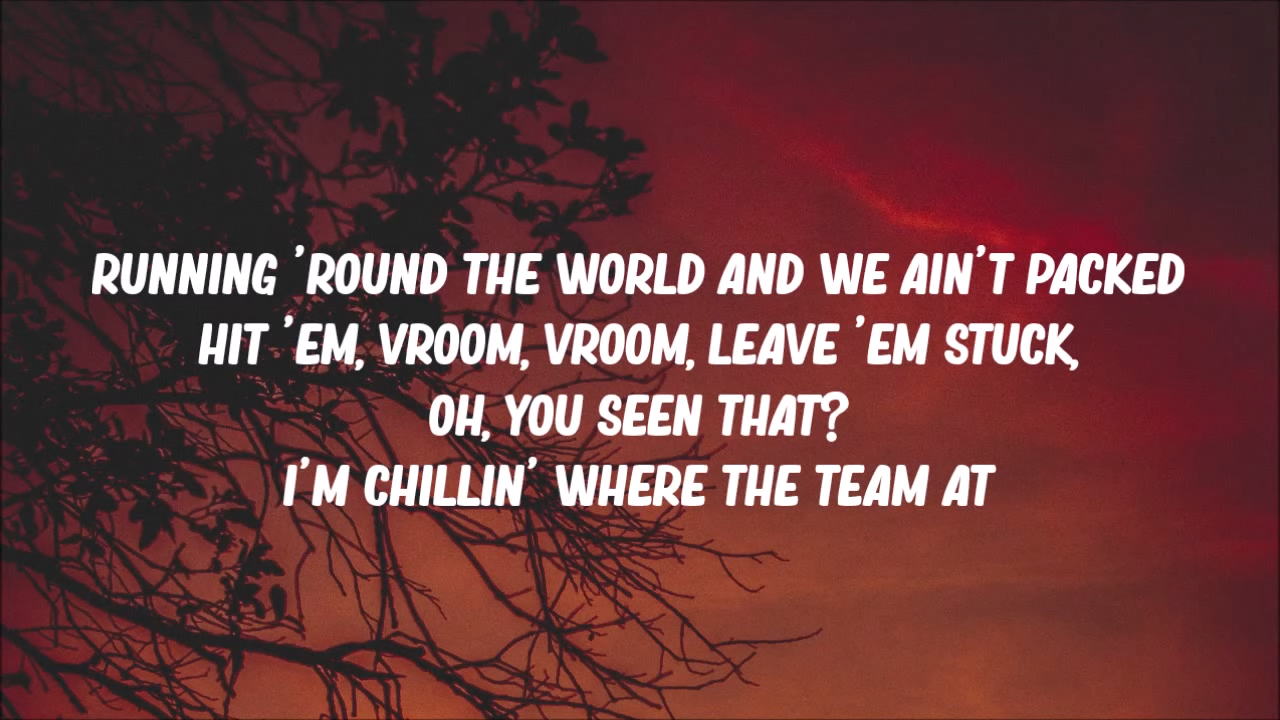 RUNNING 'ROUND THE WORLD AND WE AIN'T PACKED
HIT 'EM, VROOM, VROOM, LEAVE 'EM STUCK,
OH, YOU SEEN THAT?
I'M CHILLIN' WHERE THE TEAM AT